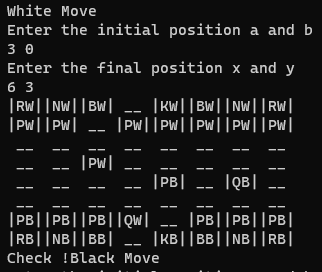 White Move
Enter the initial position a and b
3 0
Enter the final position x and y
6 3
|RW||NW||BW| __ |KW||BW||NW||RW|
|PW||PW| __ |PW||PW||PW||PW||PW|
 __  __  __  __  __  __  __  __
 __  __ |PW| __  __  __  __  __
 __  __  __  __ |PB| __ |QB| __
 __  __  __  __  __  __  __  __
|PB||PB||PB||QW| __ |PB||PB||PB|
|RB||NB||BB| __ |KB||BB||NB||RB|
Check !Black Move